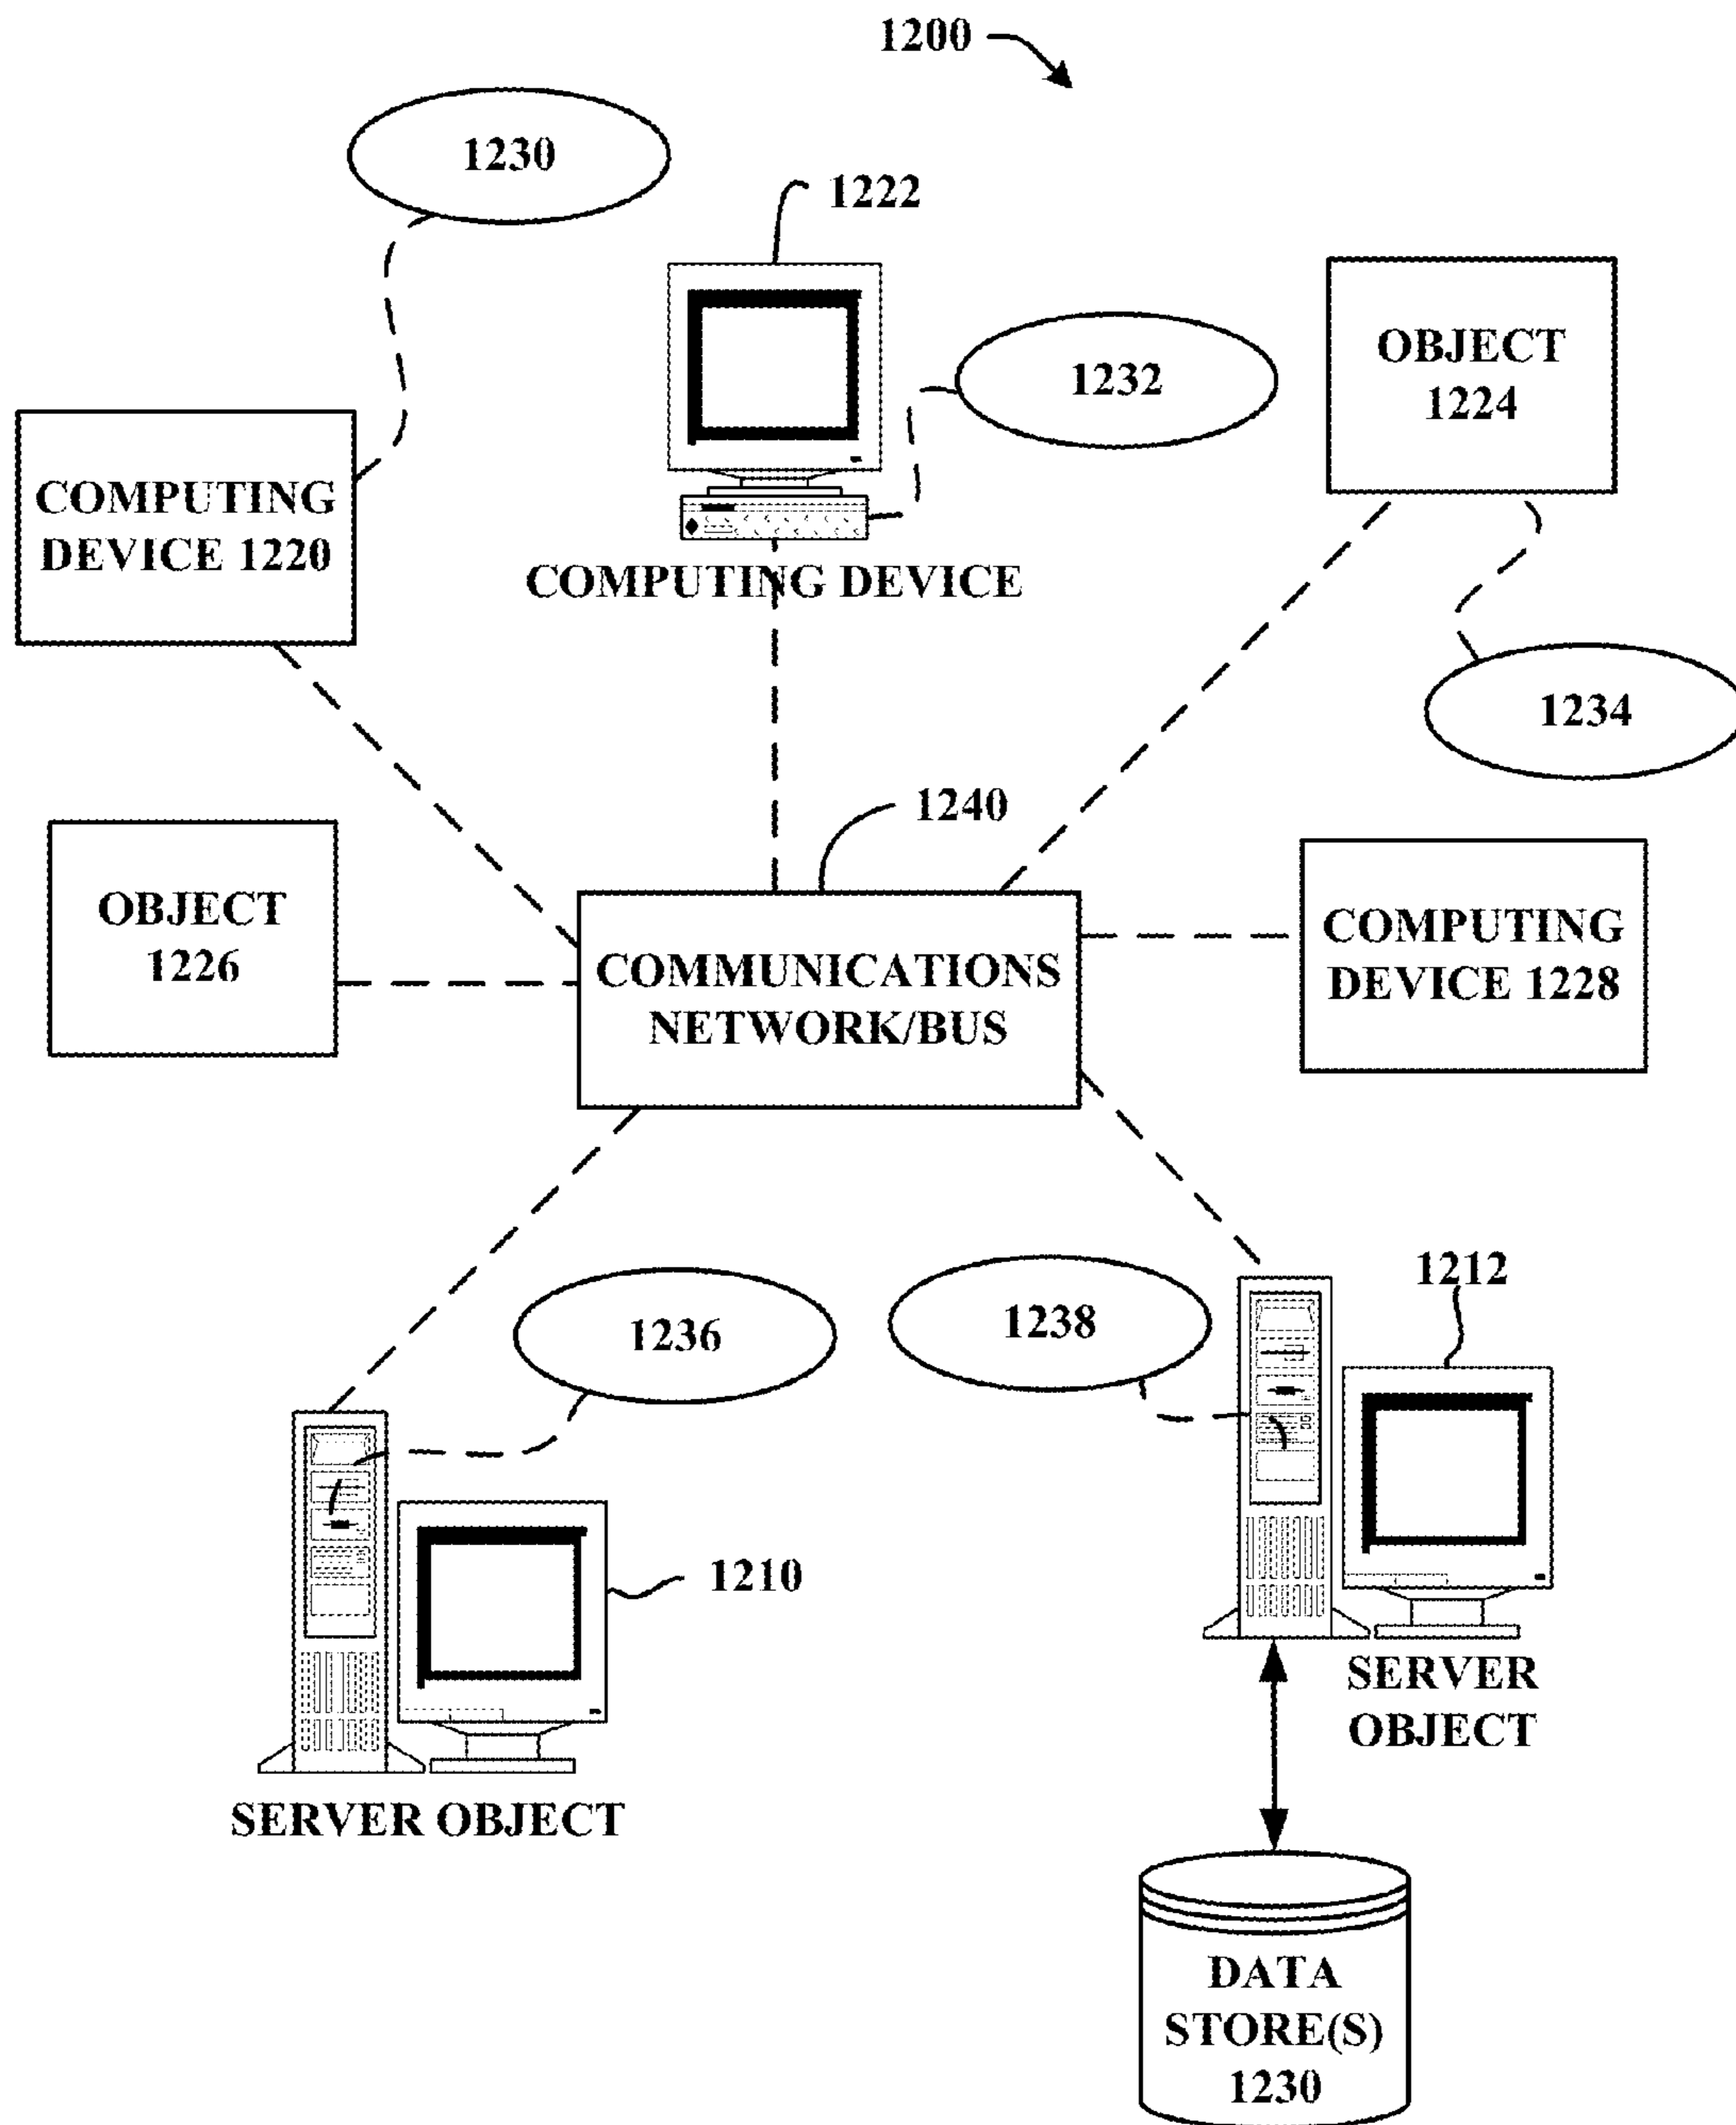 1200
1230
1222
1232
OBJECT
1224
COMPUTING
DEVICE 1220
COMPUTING DEVICE
1234
1240
OBJECT
1226
COMMUNICATIONS
NETWORK/BUS
COMPUTING
DEVICE 1228
1236
1238
1212
1210
SERVER
OBJECT
SERVER OBJECT
DATA
STORE(S)
1230